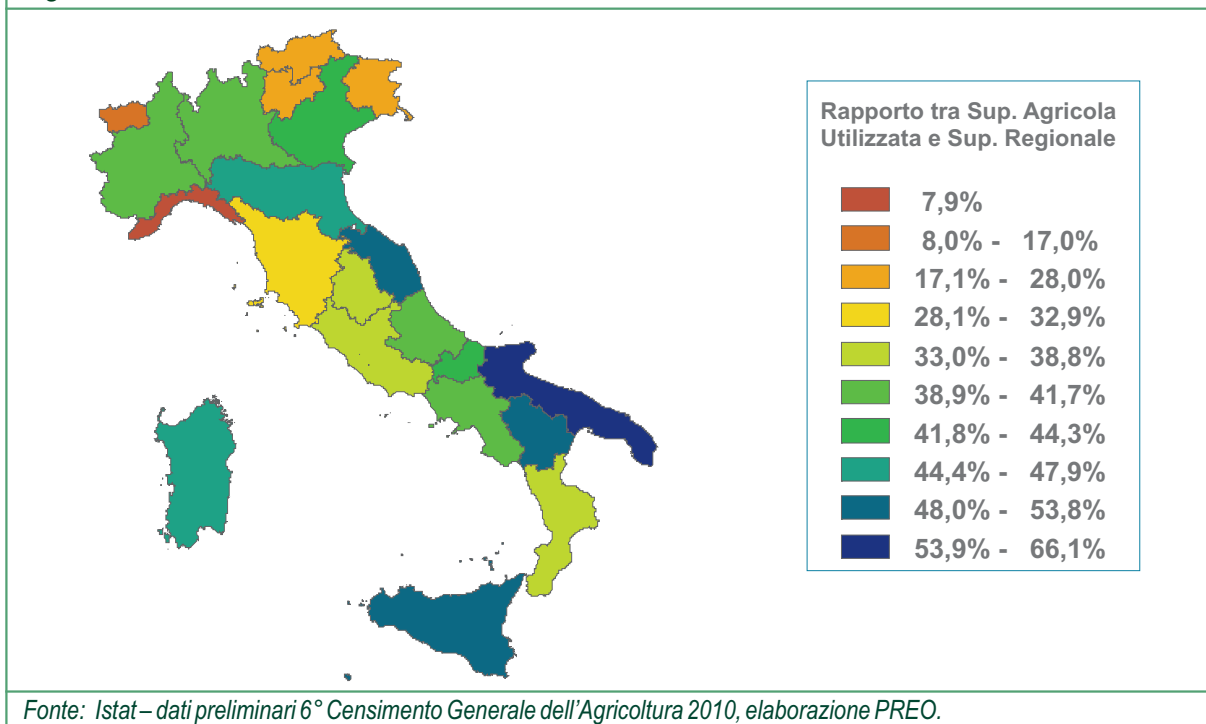 Rapporto tra Sup. Agricola
Utilizzata e Sup. Regionale
7,9%
8,0% - 17,0%
17,1% - 28,0%
28,1% - 32,9%
33,0% - 38,8%
38,9% - 41,7%
41,8% - 44,3%
44,4% - 47,9%
48,0% - 53,8%
53,9% - 66,1%
Fonte: Istat – dati preliminari 6° Censimento Generale dell'Agricoltura 2010, elaborazione PREO.